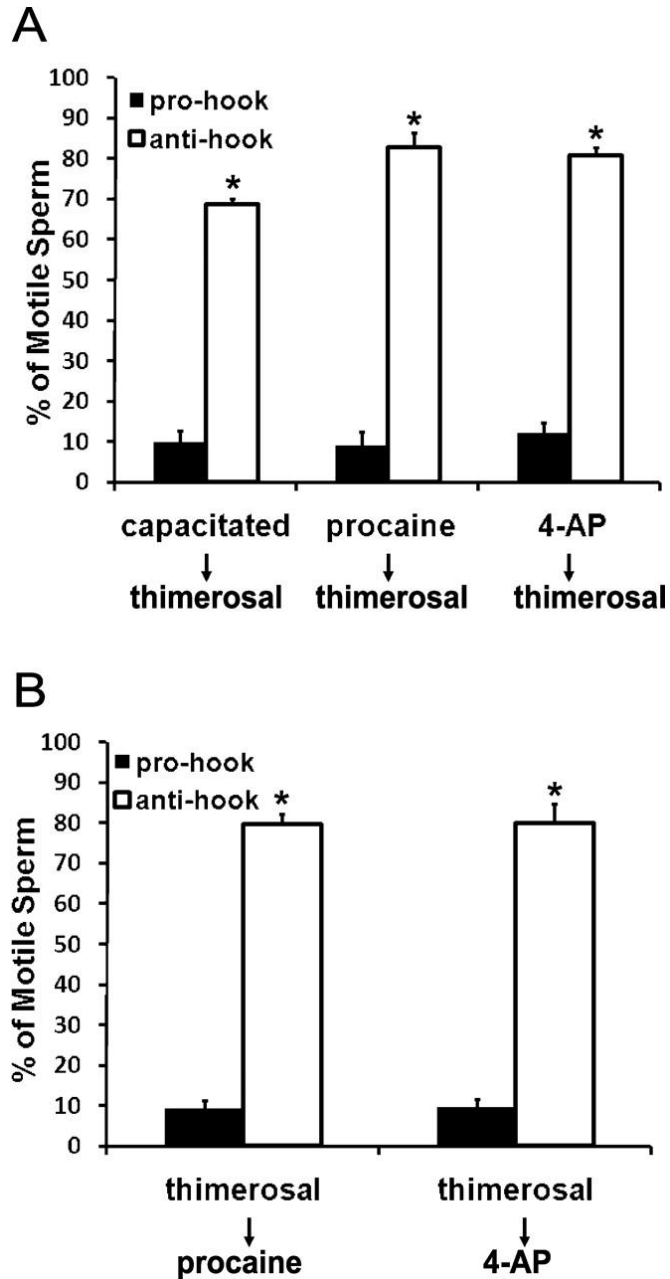 A
% of Motile Sperm
100
90
80
70
60
50
40
30
20
10
0
pro-hook
anti-hook
*
*
*
capacitated procaine 4-AP
thimerosal thimerosal thimerosal
B
% of Motile Sperm
100
90
80
70
60
50
40
30
20
10
0
pro-hook
anti-hook
*
*
thimerosal thimerosal
procaine 4-AP